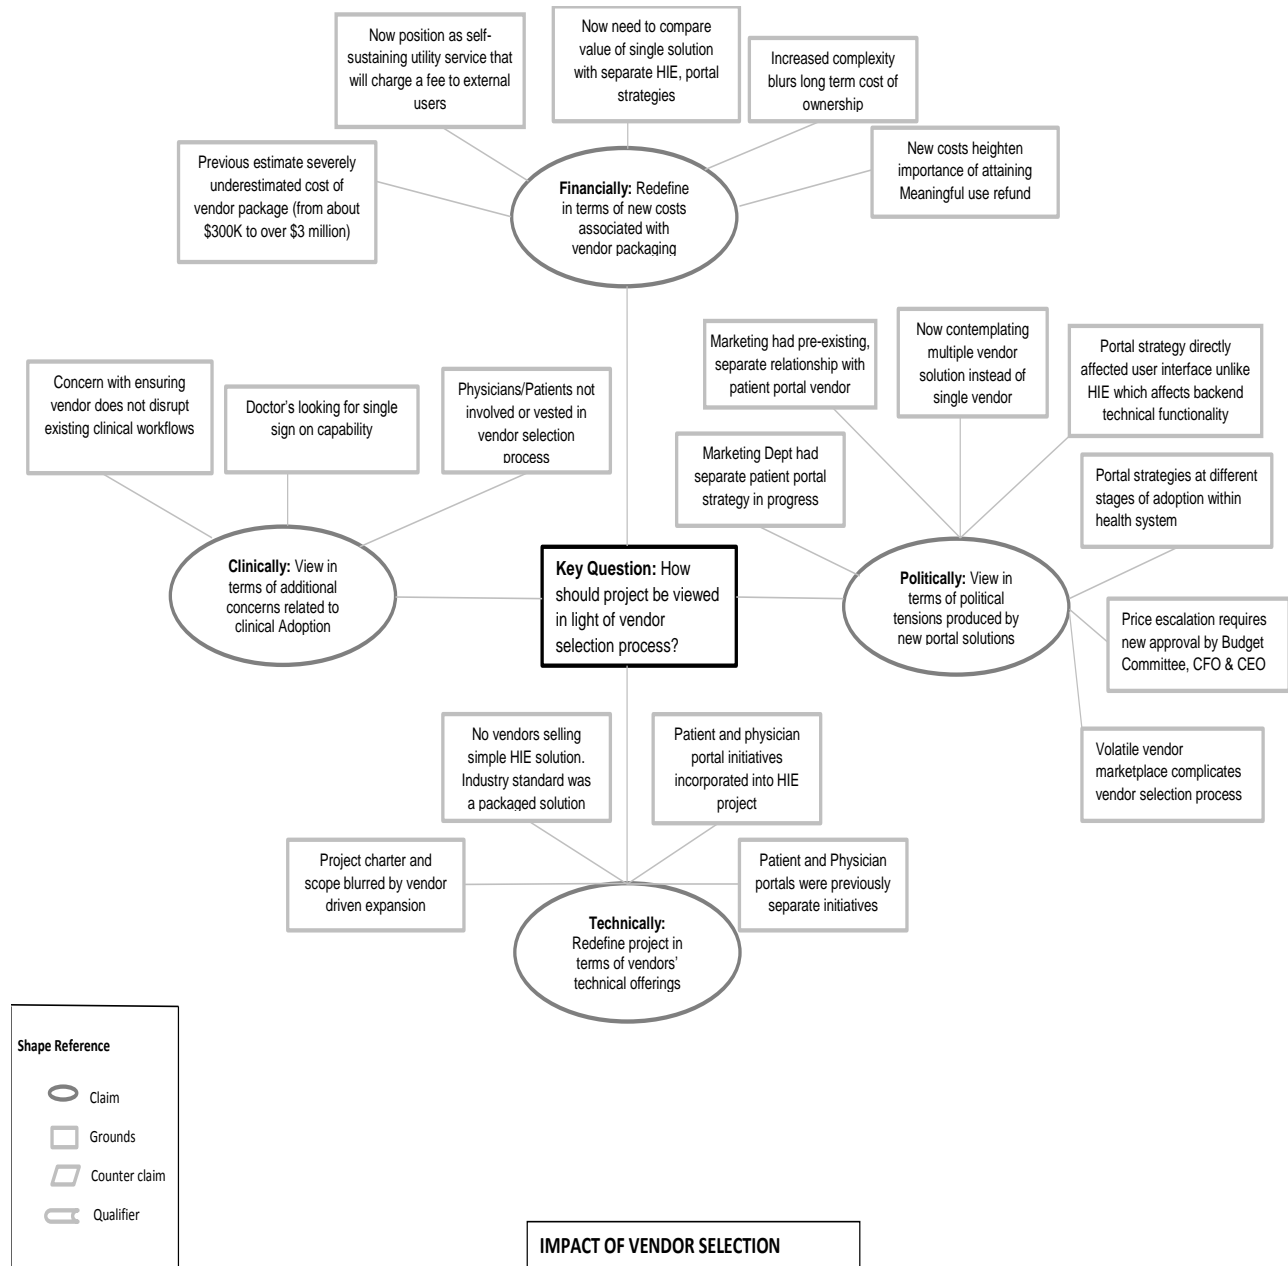 Now position as self-
sustaining utility service that
will charge a fee to external
users
Now need to compare
value of single solution
with separate HIE, portal
strategies
Increased complexity
blurs long term cost of
ownership
Previous estimate severely
underestimated cost of
vendor package (from about
$300K to over $3 million)
New costs heighten
importance of attaining
Meaningful use refund
Financially: Redefine
in terms of new costs
associated with
vendor packaging
Concern with ensuring
vendor does not disrupt
existing clinical workflows
Doctor's looking for single
sign on capability
Physicians/Patients not
involved or vested in
vendor selection
process
Marketing had pre-existing,
separate relationship with
patient portal vendor
Now contemplating
multiple vendor
solution instead of
single vendor
Portal strategy directly
affected user interface unlike
HIE which affects backend
technical functionality
Marketing Dept had
separate patient portal
strategy in progress
Portal strategies at different
stages of adoption within
health system
Clinically: View in
terms of additional
concerns related to
clinical Adoption
Key Question: How
should project be viewed
in light of vendor
selection process?
Politically: View in
terms of political
tensions produced by
new portal solutions
Price escalation requires
new approval by Budget
Committee, CFO & CEO
Volatile vendor
marketplace complicates
vendor selection process
No vendors selling
simple HIE solution.
Industry standard was
a packaged solution
Patient and physician
portal initiatives
incorporated into HIE
project
Project charter and
scope blurred by vendor
driven expansion
Patient and Physician
portals were previously
separate initiatives
Technically:
Redefine project in
terms of vendors'
technical offerings
Shape Reference
Claim
Grounds
Counter claim
Qualifier
IMPACT OF VENDOR SELECTION